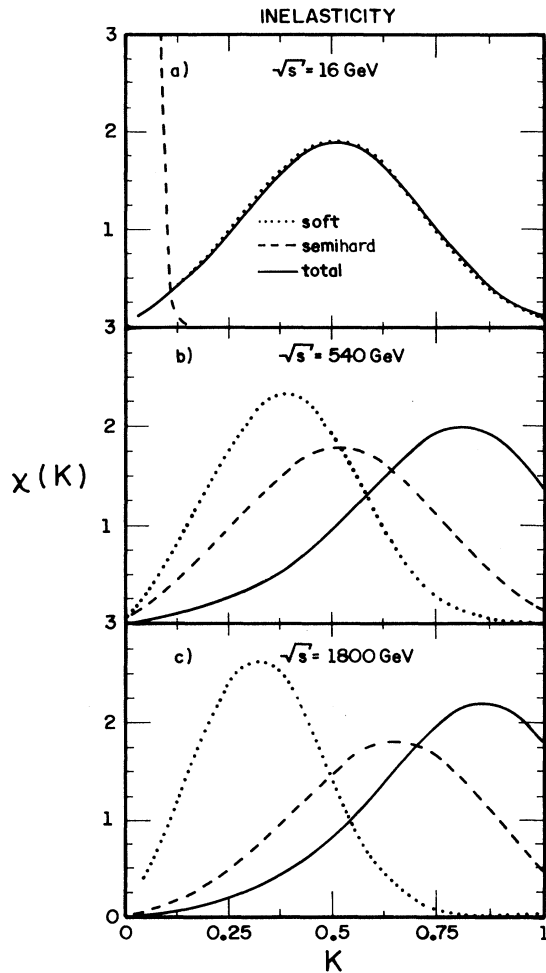 INELASTICITY
3
a) √s = 16 GeV
2
1
soft
semihard
total
3
b) √s = 540 GeV
2
χ(K)
1
3
c) √s = 1800 GeV
2
1
0
0 0.25 0.5 0.75 1
K